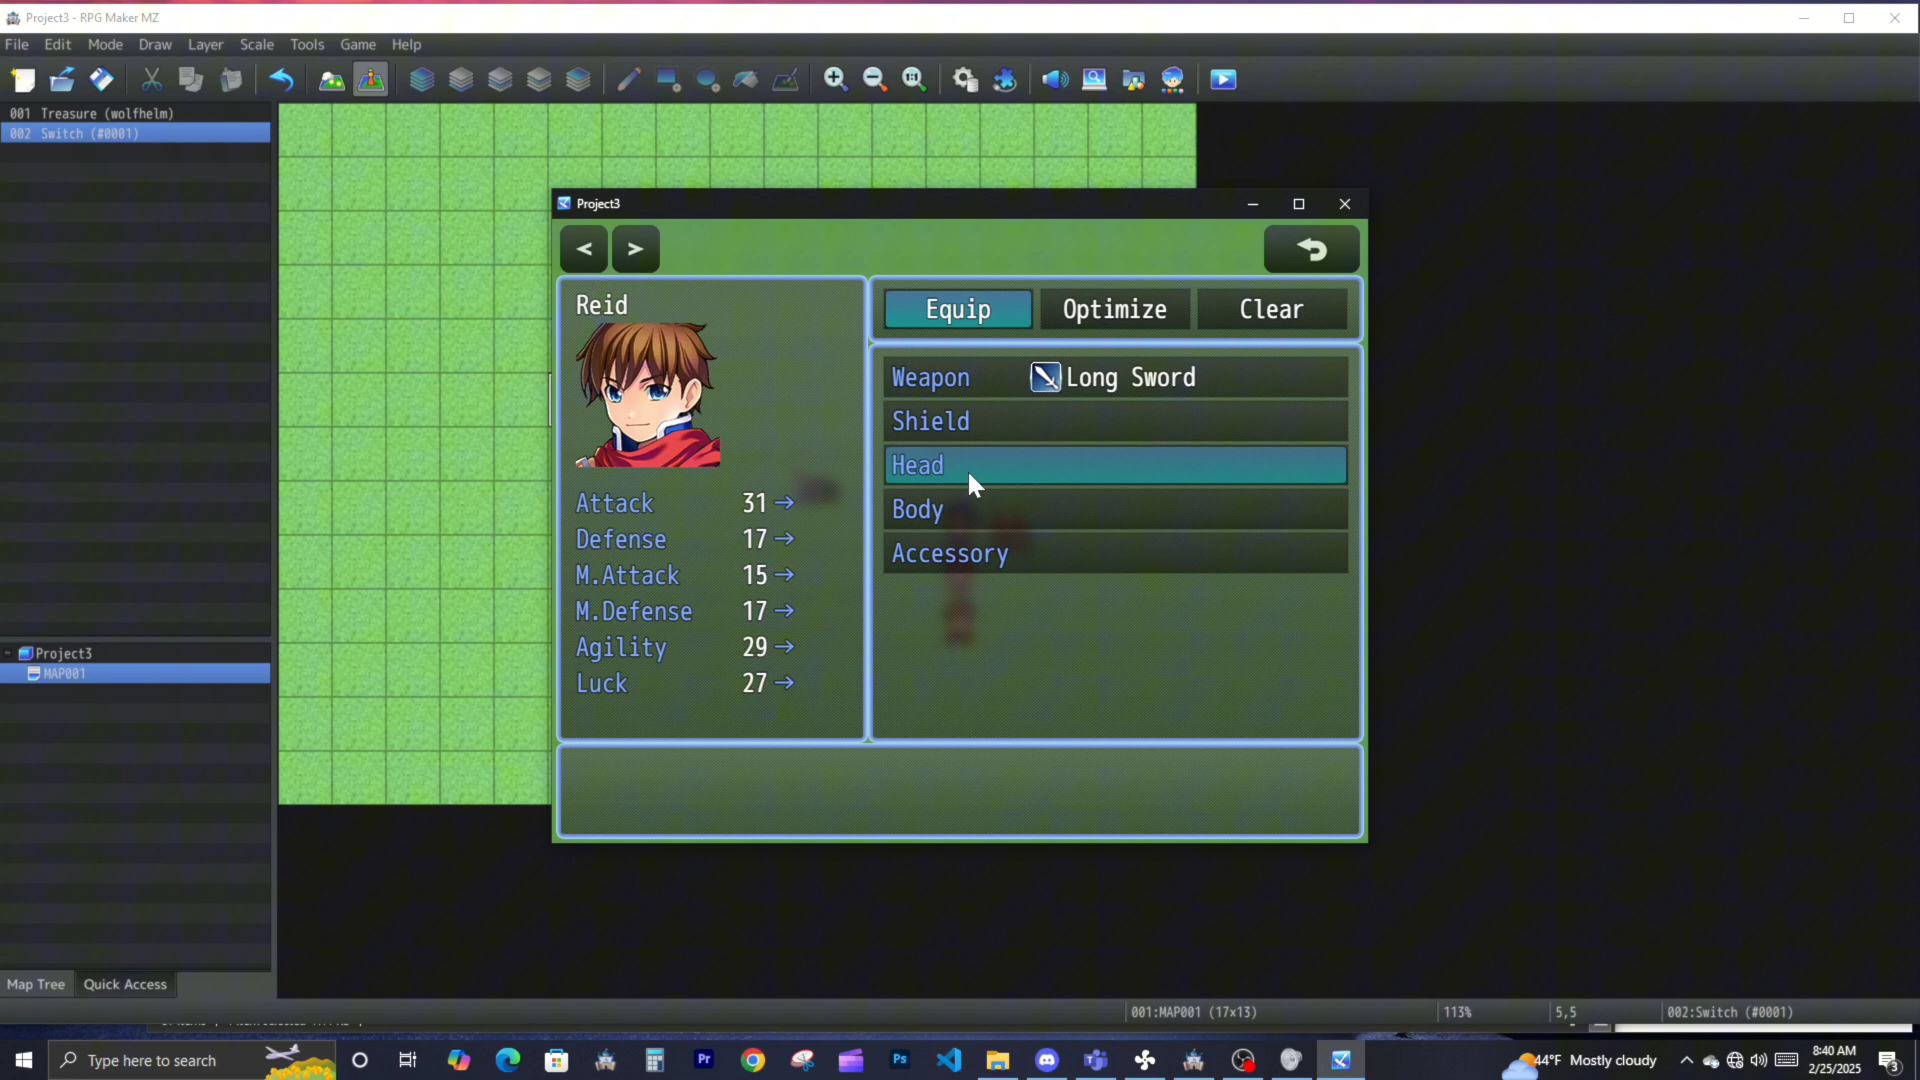 Project3 - RPG Maker MZ
File Edit Mode Draw Layer Scale Tools Game Help
001 Treasure (wolfhelm)
002 Switch (#0001)
Project3
Reid
Equip Optimize Clear
Weapon Long Sword
Shield
Head
Body
Accessory
Attack 31 →
Defense 17 →
M.Attack 15 →
M.Defense 17 →
Agility 29 →
Luck 27 →
Project3
MAP001
Map Tree Quick Access
001:MAP001 (17x13) 113% 5,5 002:Switch (#0001)
Type here to search
Pr Ps
44°F Mostly cloudy
8:40 AM
2/25/2025
3